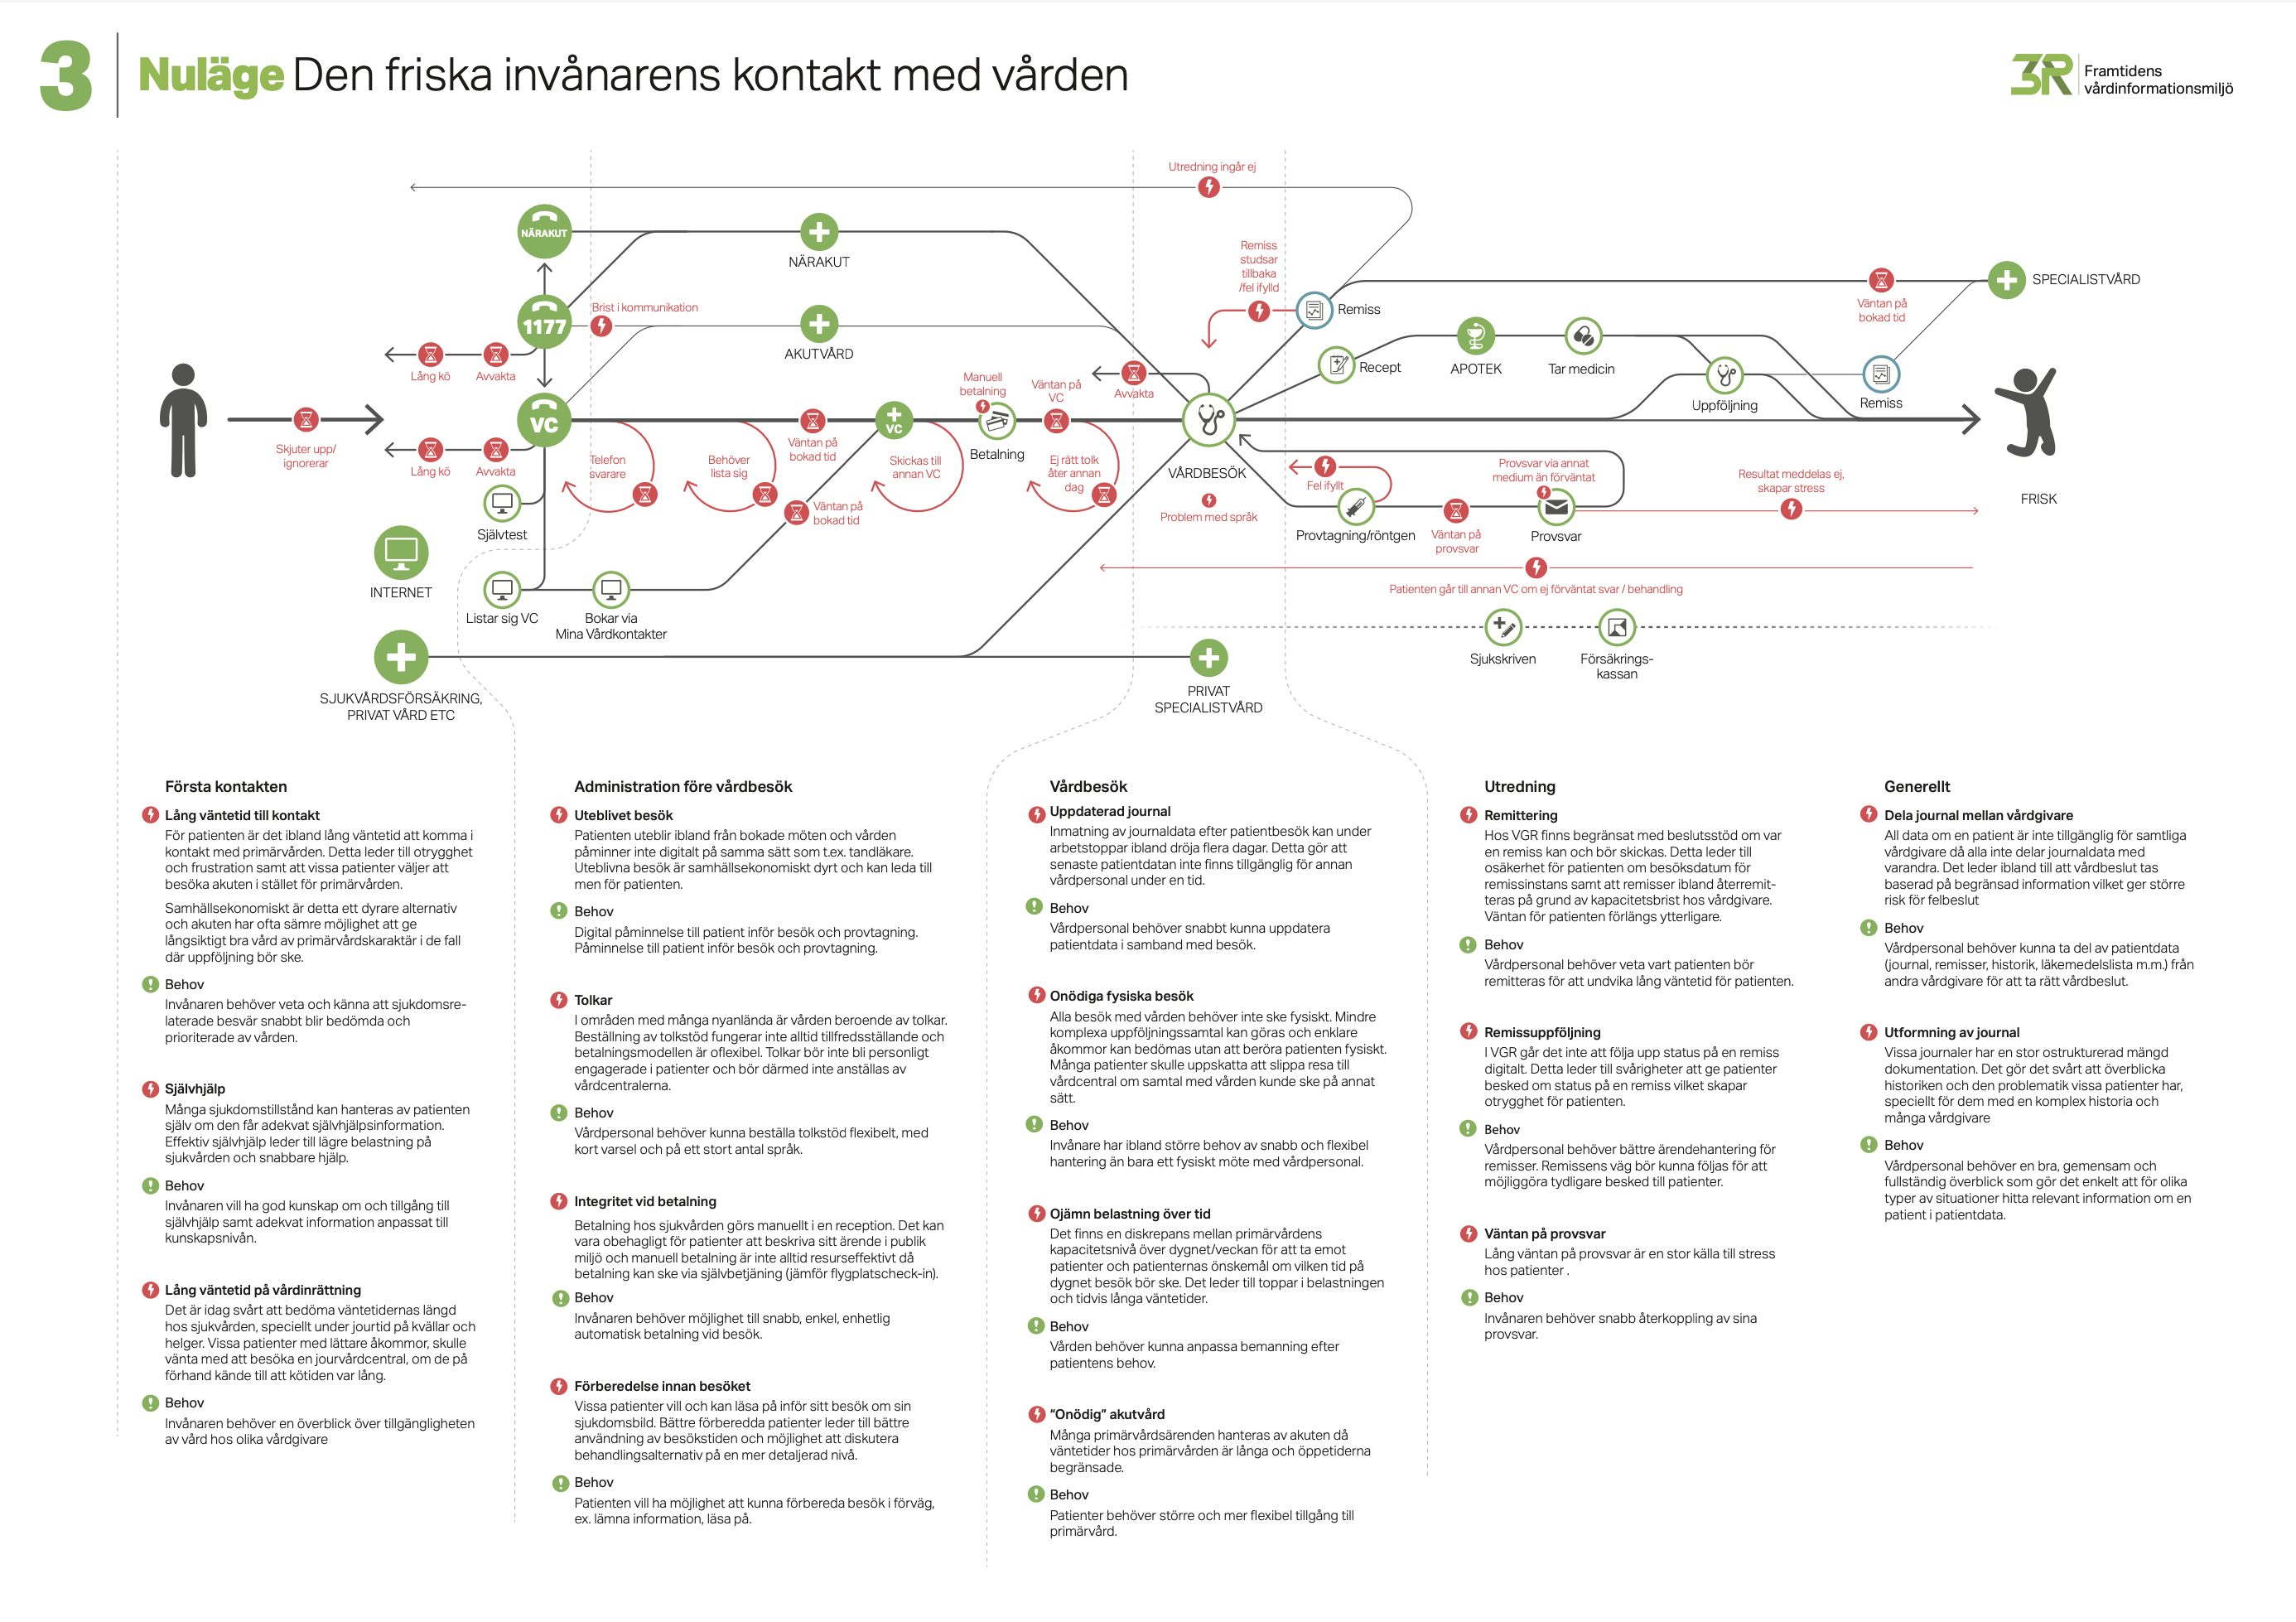 3
Nuläge Den friska invånarens kontakt med vården
3R
Framtidens
vårdinformationsmiljö
Utredning ingår ej
NÄRAKUT
NÄRAKUT
Remiss
studsar
tillbaka
/fel ifylld
Remiss
Väntan på
bokad tid
SPECIALISTVÅRD
1177
Brist i kommunikation
AKUTVÅRD
Lång kö
Avvakta
Manuell
betalning
Väntan på
VC
Avvakta
Recept
APOTEK
Tar medicin
Uppföljning
Remiss
Skjuter upp/
ignorerar
VC
Lång kö
Avvakta
Telefon
svarare
Behöver
lista sig
Väntan på
bokad tid
VC
Skickas till
annan VC
Betalning
Ej rätt tolk
åter annan
dag
VÅRDBESÖK
Problem med språk
Fel ifyllt
Provtagning/röntgen
Väntan på
provsvar
Provsvar via annat
medium än förväntat
Provsvar
Resultat meddelas ej,
skapar stress
FRISK
Självtest
Väntan på
bokad tid
INTERNET
Listar sig VC
Bokar via
Mina Vårdkontakter
Patienten går till annan VC om ej förväntat svar / behandling
Sjukskriven
Försäkrings-
kassan
SJUKVÅRDSFÖRSÄKRING,
PRIVAT VÅRD ETC
PRIVAT
SPECIALISTVÅRD
Första kontakten
Lång väntetid till kontakt
För patienten är det ibland lång väntetid att komma i
kontakt med primärvården. Detta leder till otrygghet
och frustration samt att vissa patienter väljer att
besöka akuten i stället för primärvården.
Samhällsekonomiskt är detta ett dyrare alternativ
och akuten har ofta sämre möjlighet att ge
långsiktigt bra vård av primärvårdskaraktär i de fall
där uppföljning bör ske.
Behov
Invånaren behöver veta och känna att sjukdomsre-
laterade besvär snabbt blir bedömda och
prioriterade av vården.
Självhjälp
Många sjukdomstillstånd kan hanteras av patienten
själv om den får adekvat självhjälpsinformation.
Effektiv självhjälp leder till lägre belastning på
sjukvården och snabbare hjälp.
Behov
Invånaren vill ha god kunskap om och tillgång till
självhjälp samt adekvat information anpassat till
kunskapsnivån.
Lång väntetid på vårdinrättning
Det är idag svårt att bedöma väntetidernas längd
hos sjukvården, speciellt under jourtid på kvällar och
helger. Vissa patienter med lättare åkommor, skulle
vänta med att besöka en jourvårdcentral, om de på
förhand kände till att kötiden var lång.
Behov
Invånaren behöver en överblick över tillgängligheten
av vård hos olika vårdgivare
Administration före vårdbesök
Uteblivet besök
Patienten uteblir ibland från bokade möten och vården
påminner inte digitalt på samma sätt som t.ex. tandläkare.
Uteblivna besök är samhällsekonomiskt dyrt och kan leda till
men för patienten.
Behov
Digital påminnelse till patient inför besök och provtagning.
Påminnelse till patient inför besök och provtagning.
Tolkar
I områden med många nyanlända är vården beroende av tolkar.
Beställning av tolkstöd fungerar inte alltid tillfredsställande och
betalningsmodellen är oflexibel. Tolkar bör inte bli personligt
engagerade i patienter och bör därmed inte anställas av
vårdcentralerna.
Behov
Vårdpersonal behöver kunna beställa tolkstöd flexibelt, med
kort varsel och på ett stort antal språk.
Integritet vid betalning
Betalning hos sjukvården görs manuellt i en reception. Det kan
vara obehagligt för patienter att beskriva sitt ärende i publik
miljö och manuell betalning är inte alltid resurseffektivt då
betalning kan ske via självbetjäning (jämför flygplatscheck-in).
Behov
Invånaren behöver möjlighet till snabb, enkel, enhetlig
automatisk betalning vid besök.
Förberedelse innan besöket
Vissa patienter vill och kan läsa på inför sitt besök om sin
sjukdomsbild. Bättre förberedda patienter leder till bättre
användning av besökstiden och möjlighet att diskutera
behandlingsalternativ på en mer detaljerad nivå.
Behov
Patienten vill ha möjlighet att kunna förbereda besök i förväg,
ex. lämna information, läsa på.
Vårdbesök
Uppdaterad journal
Inmatning av journaldata efter patientbesök kan under
arbetstoppar ibland dröja flera dagar. Detta gör att
senaste patientdatan inte finns tillgänglig för annan
vårdpersonal under en tid.
Behov
Vårdpersonal behöver snabbt kunna uppdatera
patientdata i samband med besök.
Onödiga fysiska besök
Alla besök med vården behöver inte ske fysiskt. Mindre
komplexa uppföljningssamtal kan göras och enklare
åkommor kan bedömas utan att beröra patienten fysiskt.
Många patienter skulle uppskatta att slippa resa till
vårdcentral om samtal med vården kunde ske på annat
sätt.
Behov
Invånare har ibland större behov av snabb och flexibel
hantering än bara ett fysiskt möte med vårdpersonal.
Ojämn belastning över tid
Det finns en diskrepans mellan primärvårdens
kapacitetsnivå över dygnet/veckan för att ta emot
patienter och patienternas önskemål om vilken tid på
dygnet besök bör ske. Det leder till toppar i belastningen
och tidvis långa väntetider.
Behov
Vården behöver kunna anpassa bemanning efter
patientens behov.
"Onödig" akutvård
Många primärvårdsärenden hanteras av akuten då
väntetider hos primärvården är långa och öppetiderna
begränsade.
Behov
Patienter behöver större och mer flexibel tillgång till
primärvård.
Utredning
Remittering
Hos VGR finns begränsat med beslutsstöd om var
en remiss kan och bör skickas. Detta leder till
osäkerhet för patienten om besöksdatum för
remissinstans samt att remisser ibland återremit-
teras på grund av kapacitetsbrist hos vårdgivare.
Väntan för patienten förlängs ytterligare.
Behov
Vårdpersonal behöver veta vart patienten bör
remitteras för att undvika lång väntetid för patienten.
Remissuppföljning
I VGR går det inte att följa upp status på en remiss
digitalt. Detta leder till svårigheter att ge patienter
besked om status på en remiss vilket skapar
otrygghet för patienten.
Behov
Vårdpersonal behöver bättre ärendehantering för
remisser. Remissens väg bör kunna följas för att
möjliggöra tydligare besked till patienter.
Väntan på provsvar
Lång väntan på provsvar är en stor källa till stress
hos patienter .
Behov
Invånaren behöver snabb återkoppling av sina
provsvar.
Generellt
Dela journal mellan vårdgivare
All data om en patient är inte tillgänglig för samtliga
vårdgivare då alla inte delar journaldata med
varandra. Det leder ibland till att vårdbeslut tas
baserad på begränsad information vilket ger större
risk för felbeslut
Behov
Vårdpersonal behöver kunna ta del av patientdata
(journal, remisser, historik, läkemedelslista m.m.) från
andra vårdgivare för att ta rätt vårdbeslut.
Utformning av journal
Vissa journaler har en stor ostrukturerad mängd
dokumentation. Det gör det svårt att överblicka
historiken och den problematik vissa patienter har,
speciellt för dem med en komplex historia och
många vårdgivare
Behov
Vårdpersonal behöver en bra, gemensam och
fullständig överblick som gör det enkelt att för olika
typer av situationer hitta relevant information om en
patient i patientdata.